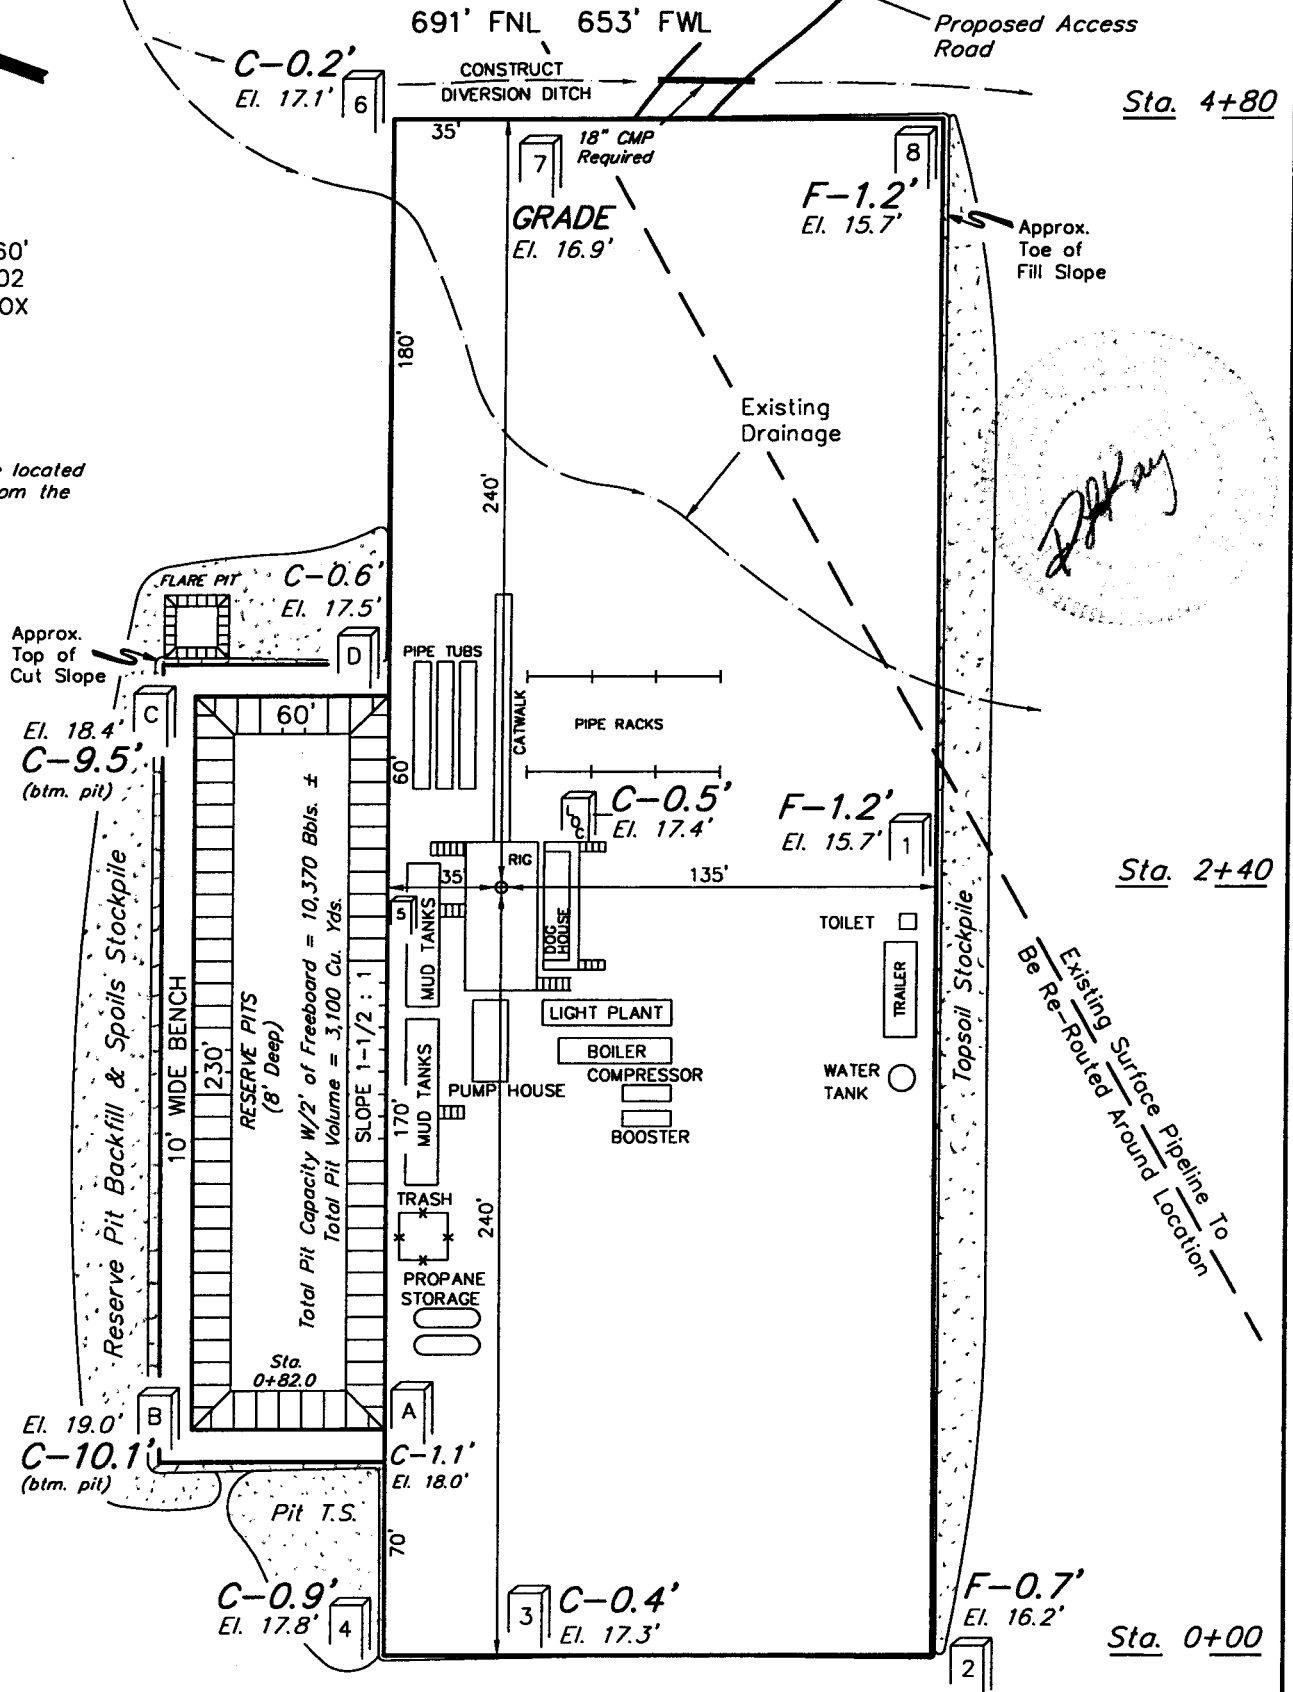 691' FNL 653' FWL
Proposed Access
Road
C-0.2'
El. 17.1'
6
CONSTRUCT
DIVERSION DITCH
Sta. 4+80
35'
18" CMP
Required
7
GRADE
El. 16.9'
8
F-1.2'
El. 15.7'
Approx.
Toe of
Fill Slope
60'
02
OX
180'
Existing
Drainage
located
om the
240'
FLARE PIT
C-0.6'
El. 17.5'
D
Approx.
Top of
Cut Slope
PIPE TUBS
CATWALK
PIPE RACKS
C
El. 18.4'
C-9.5'
(btm. pit)
60'
60'
LOC
C-0.5'
El. 17.4'
F-1.2'
El. 15.7'
1
RIG
35'
135'
Sta. 2+40
5
MUD TANKS
DOG
HOUSE
TOILET
TRAILER
Topsoil Stockpile
Reserve Pit Backfill & Spoils Stockpile
10' WIDE BENCH
230'
RESERVE PITS
(8' Deep)
Total Pit Capacity W/2' of Freeboard = 10,370 Bbls. ±
Total Pit Volume = 3,100 Cu. Yds.
SLOPE 1-1/2 : 1
170'
MUD TANKS
LIGHT PLANT
BOILER
PUMP HOUSE
COMPRESSOR
BOOSTER
WATER
TANK
Existing Surface Pipeline To
Be Re-Routed Around Location
TRASH
240'
PROPANE
STORAGE
Sta.
0+82.0
B
El. 19.0'
C-10.1'
(btm. pit)
A
C-1.1'
El. 18.0'
Pit T.S.
70'
C-0.9'
El. 17.8'
4
3
C-0.4'
El. 17.3'
F-0.7'
El. 16.2'
2
Sta. 0+00